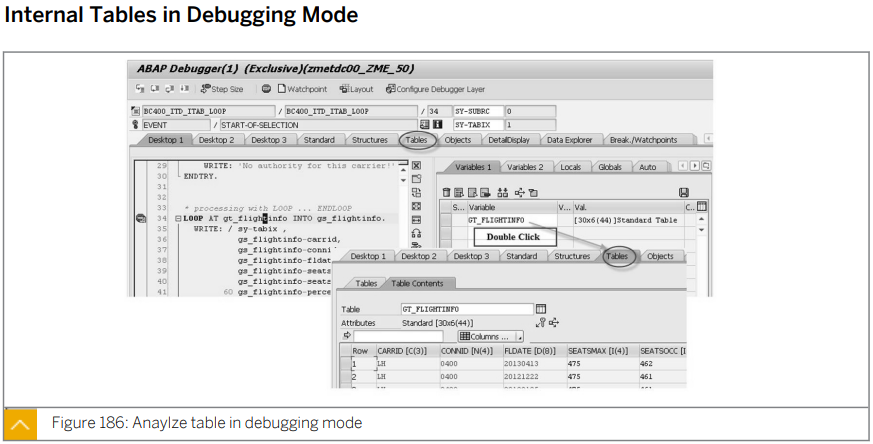 Internal Tables in Debugging Mode
ABAP Debugger(1) (Exclusive)(zmetdc00_ZME_50)
Step Size Watchpoint Layout Configure Debugger Layer
BC400_ITD_ITAB_LOOP / BC400_ITD_ITAB_LOOP / 34 SY-SUBRC 0
EVENT / START-OF-SELECTION SY-TABIX 1
Desktop 1 Desktop 2 Desktop 3 Standard Structures Tables Objects DetailDisplay Data Explorer Break./Watchpoints
29 WRITE: 'No authority for this carrier!'
30 ENDTRY.
31
32
33 * processing with LOOP ... ENDLOOP
34 LOOP AT gt_flightinfo INTO gs_flightinfo.
35 WRITE: / sy-tabix ,
36 gs_flightinfo-carrid,
37 gs_flightinfo-conni
38 gs_flightinfo-fldat
39 gs_flightinfo-seats
40 gs_flightinfo-seats
41 60 gs_flightinfo-perce
Variables 1 Variables 2 Locals Globals Auto
S... Variable V... Val. C..
GT_FLIGHTINFO [30x6(44)]Standard Table
Double Click
Desktop 1 Desktop 2 Desktop 3 Standard Structures Tables Objects
Tables Table Contents
Table GT_FLIGHTINFO
Attributes Standard [30x6(44)]
Columns ...
Row CARRID [C(3)] CONNID [N(4)] FLDATE [D(8)] SEATSMAX [I(4)] SEATSOCC [I
1 LH 0400 20130413 475 462
2 LH 0400 20121222 475 461
Figure 186: Anaylze table in debugging mode